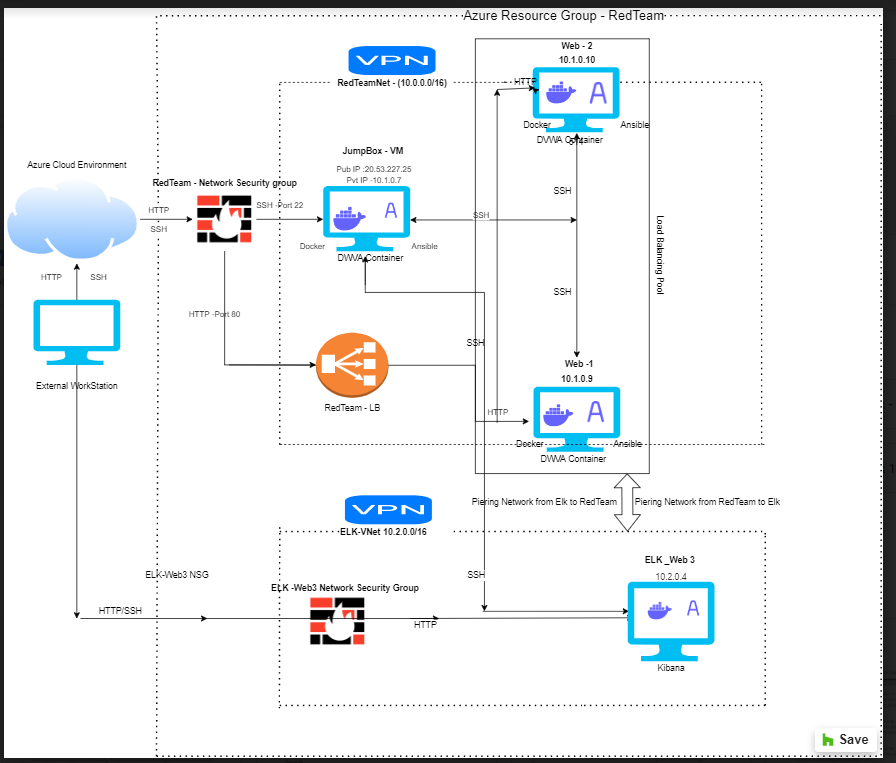 Azure Resource Group - RedTeam
Web - 2
10.1.0.10
VPN
RedTeamNet - (10.0.0.0/16)
HTTP
A
Docker
Ansible
DWVA Container
JumpBox - VM
Pub IP :20.53.227.25
Pvt IP -10.1.0.7
Azure Cloud Environment
RedTeam - Network Security group
HTTP
SSH
SSH -Port 22
A
SSH
SSH
Docker
Ansible
DWVA Container
Load Balancing Pool
HTTP
SSH
SSH
HTTP -Port 80
SSH
External WorkStation
RedTeam - LB
Web -1
10.1.0.9
A
HTTP
Docker
Ansible
DWVA Container
VPN
ELK-VNet 10.2.0.0/16
Piering Network from Elk to RedTeam
Piering Network from RedTeam to Elk
ELK _Web 3
10.2.0.4
ELK-Web3 NSG
SSH
ELK -Web3 Network Security Group
HTTP/SSH
HTTP
A
Kibana
Save